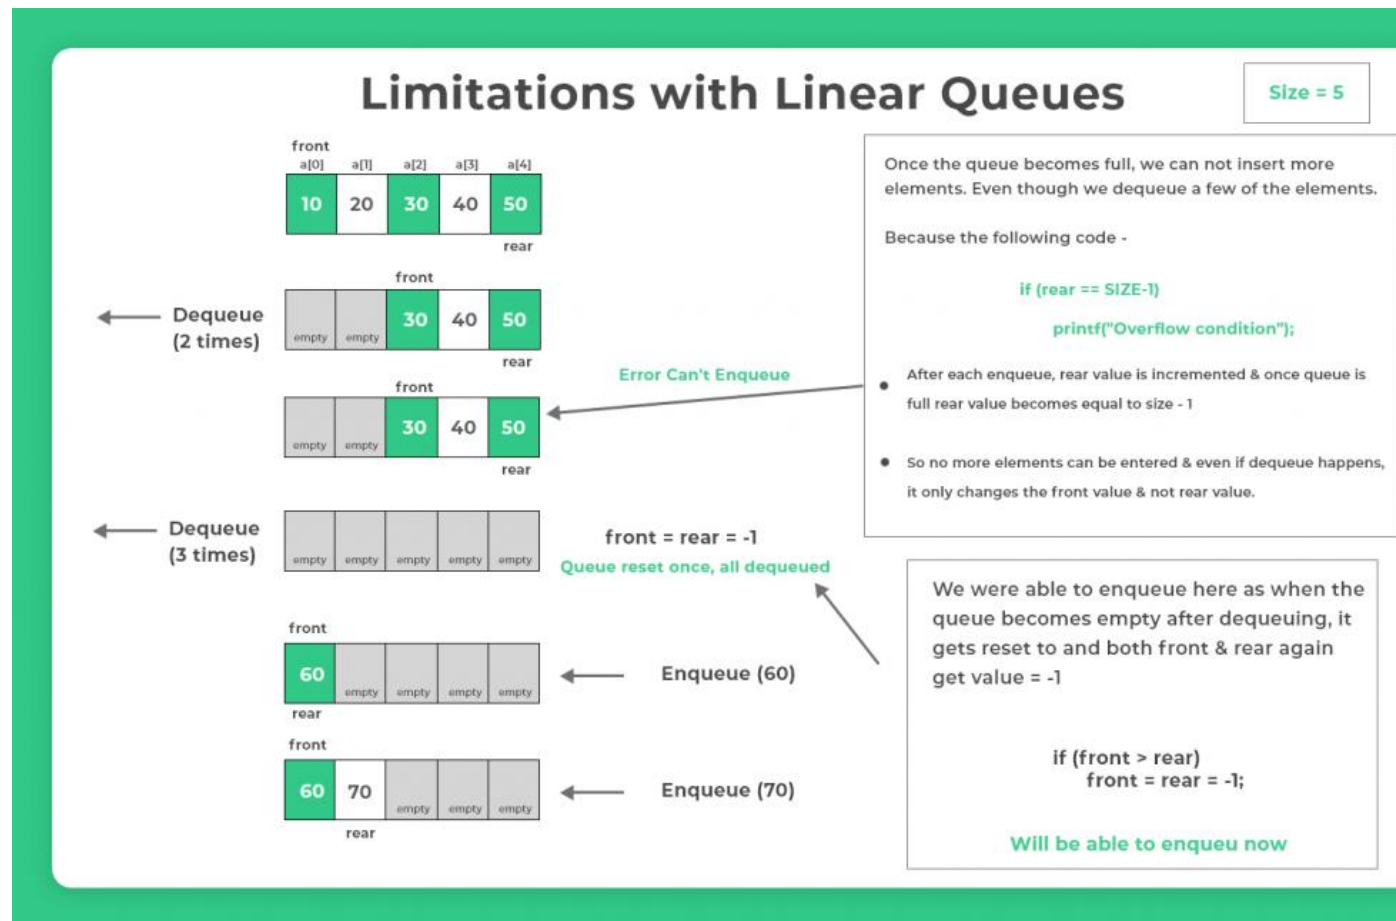 Limitations with Linear Queues
Size = 5
front
a[0] a[1] a[2] a[3] a[4]
10 20 30 40 50
rear
front
Dequeue
(2 times)
empty empty 30 40 50
rear
Error Can't Enqueue
front
empty empty 30 40 50
rear
Dequeue
(3 times)
empty empty empty empty empty
front = rear = -1
Queue reset once, all dequeued
front
60 empty empty empty empty
rear
Enqueue (60)
front
60 70 empty empty empty
rear
Enqueue (70)
Once the queue becomes full, we can not insert more
elements. Even though we dequeue a few of the elements.
Because the following code -
if (rear == SIZE-1)
printf("Overflow condition");
● After each enqueue, rear value is incremented & once queue is
full rear value becomes equal to size - 1
● So no more elements can be entered & even if dequeue happens,
it only changes the front value & not rear value.
We were able to enqueue here as when the
queue becomes empty after dequeuing, it
gets reset to and both front & rear again
get value = -1
if (front > rear)
front = rear = -1;
Will be able to enqueu now